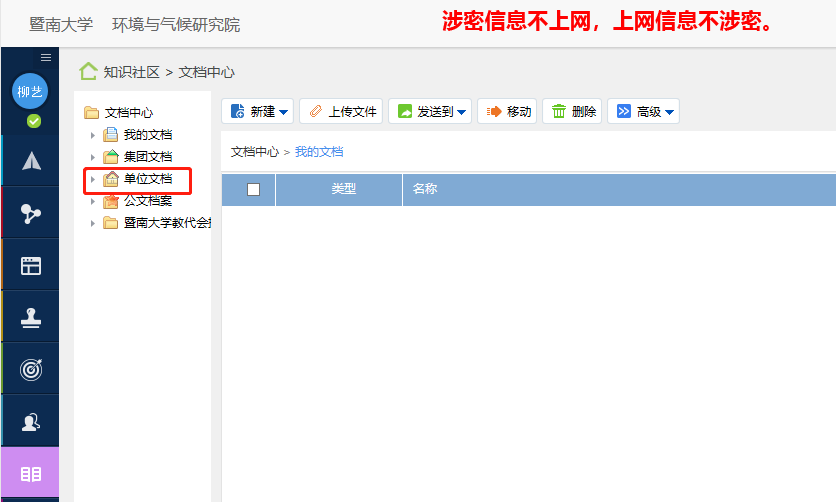 暨南大学 环境与气候研究院
涉密信息不上网，上网信息不涉密。
柳艺
知识社区 > 文档中心
文档中心
我的文档
集团文档
单位文档
公文档案
暨南大学教代会
新建 上传文件 发送到 移动 删除 高级
文档中心 > 我的文档
类型 名称